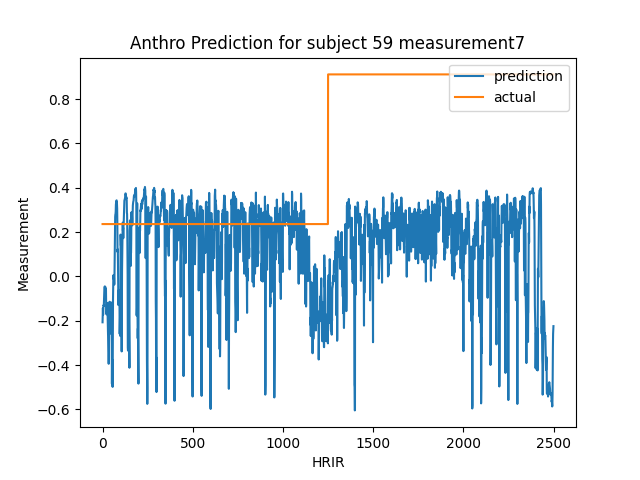 Anthro Prediction for subject 59 measurement7
prediction
actual
Measurement
0.8
0.6
0.4
0.2
0.0
−0.2
−0.4
−0.6
0 500 1000 1500 2000 2500
HRIR